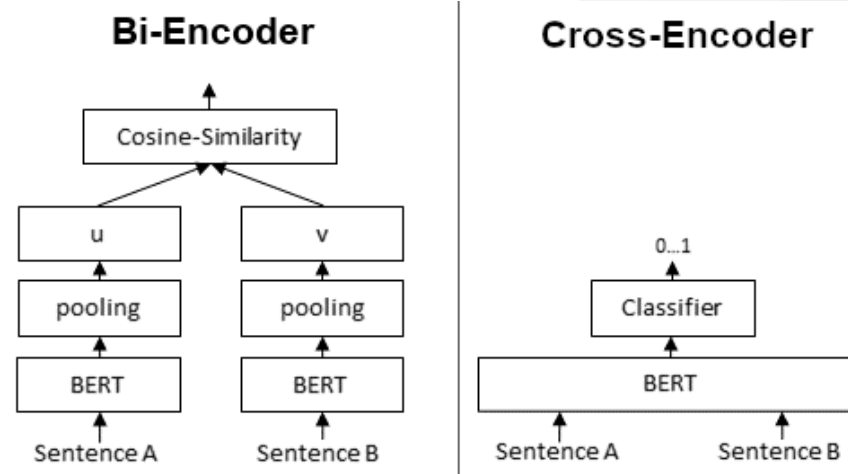 Bi-Encoder
Cosine-Similarity
u
v
pooling
pooling
BERT
BERT
Sentence A
Sentence B
Cross-Encoder
0...1
Classifier
BERT
Sentence A
Sentence B